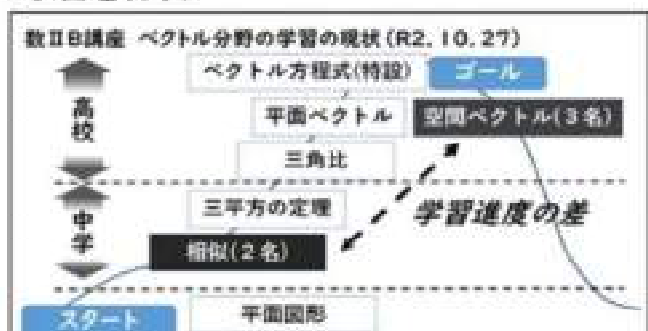 数ⅡB講座 ベクトル分野の学習の現状(R2.10.27)
ベクトル方程式(特設)
ゴール
高校
平面ベクトル
空間ベクトル(3名)
三角比
中学
三平方の定理
学習進度の差
相似(2名)
スタート
平面図形